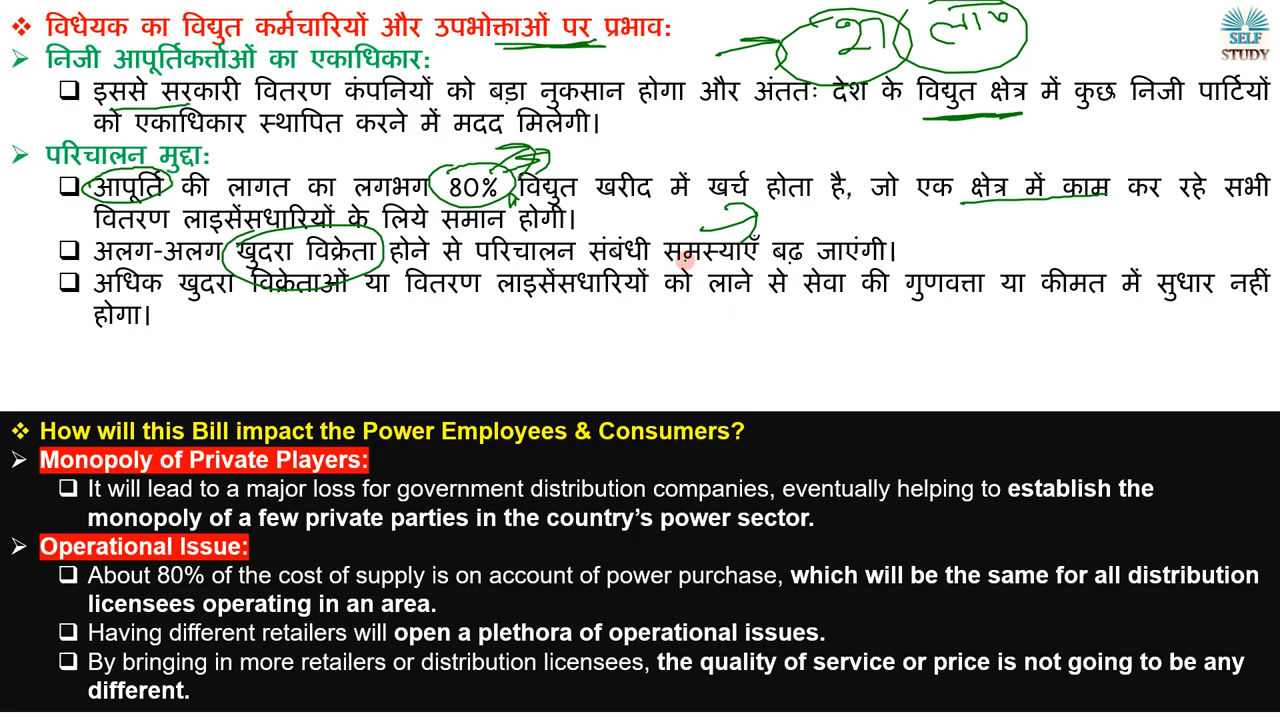 ❖ विधेयक का विद्युत कर्मचारियों और उपभोक्ताओं पर प्रभाव:
लाभ
SELF
STUDY
➢ निजी आपूर्तिकर्त्ताओं का एकाधिकार:
❑ इससे सरकारी वितरण कंपनियों को बड़ा नुकसान होगा और अंततः देश के विद्युत क्षेत्र में कुछ निजी पार्टियों
को एकाधिकार स्थापित करने में मदद मिलेगी।
➢ परिचालन मुद्दा:
❑ आपूर्ति की लागत का लगभग 80% विद्युत खरीद में खर्च होता है, जो एक क्षेत्र में काम कर रहे सभी
वितरण लाइसेंसधारियों के लिये समान होगी।
❑ अलग-अलग खुदरा विक्रेता होने से परिचालन संबंधी समस्याएँ बढ़ जाएंगी।
❑ अधिक खुदरा विक्रेताओं या वितरण लाइसेंसधारियों को लाने से सेवा की गुणवत्ता या कीमत में सुधार नहीं
होगा।
❖ How will this Bill impact the Power Employees & Consumers?
➢ Monopoly of Private Players:
❑ It will lead to a major loss for government distribution companies, eventually helping to establish the
monopoly of a few private parties in the country’s power sector.
➢ Operational Issue:
❑ About 80% of the cost of supply is on account of power purchase, which will be the same for all distribution
licensees operating in an area.
❑ Having different retailers will open a plethora of operational issues.
❑ By bringing in more retailers or distribution licensees, the quality of service or price is not going to be any
different.